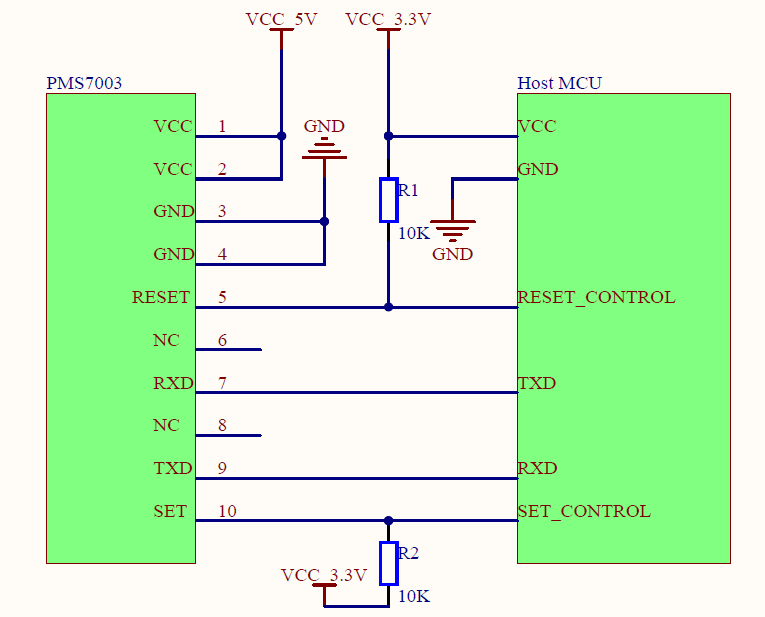 VCC_5V VCC_3.3V
PMS7003 Host MCU
VCC 1 GND VCC
VCC 2 GND
R1
GND 3
10K
GND 4 GND
RESET 5 RESET_CONTROL
NC 6
RXD 7 TXD
NC 8
TXD 9 RXD
SET 10 SET_CONTROL
R2
VCC_3.3V
10K